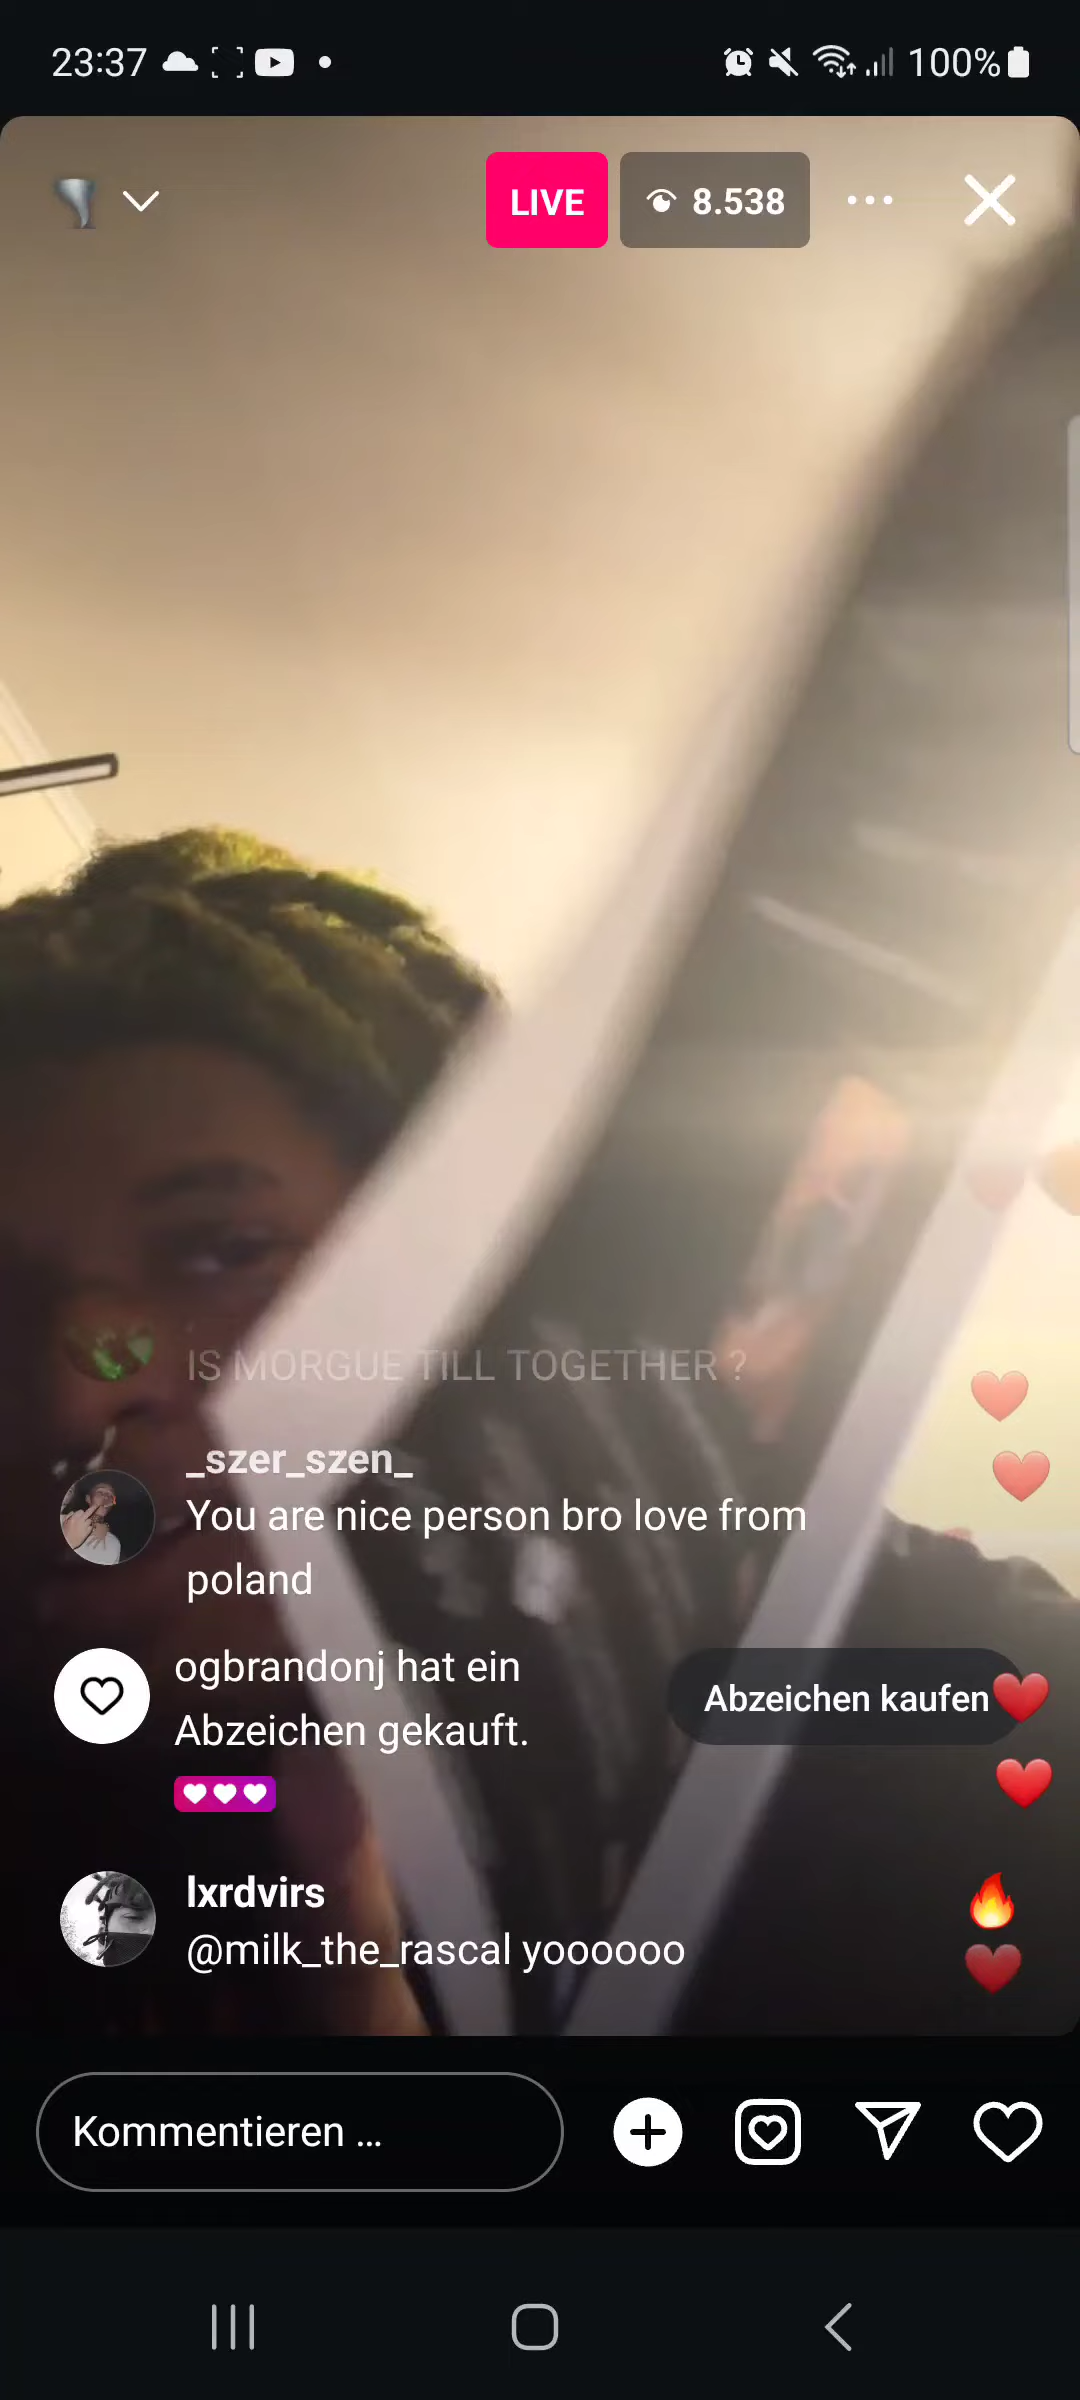 23:37
100%
LIVE
8.538
IS MORGUE TILL TOGETHER ?
_szer_szen_
You are nice person bro love from
poland
ogbrandonj hat ein
Abzeichen gekauft.
Abzeichen kaufen
lxrdvirs
@milk_the_rascal yoooooo
Kommentieren ...